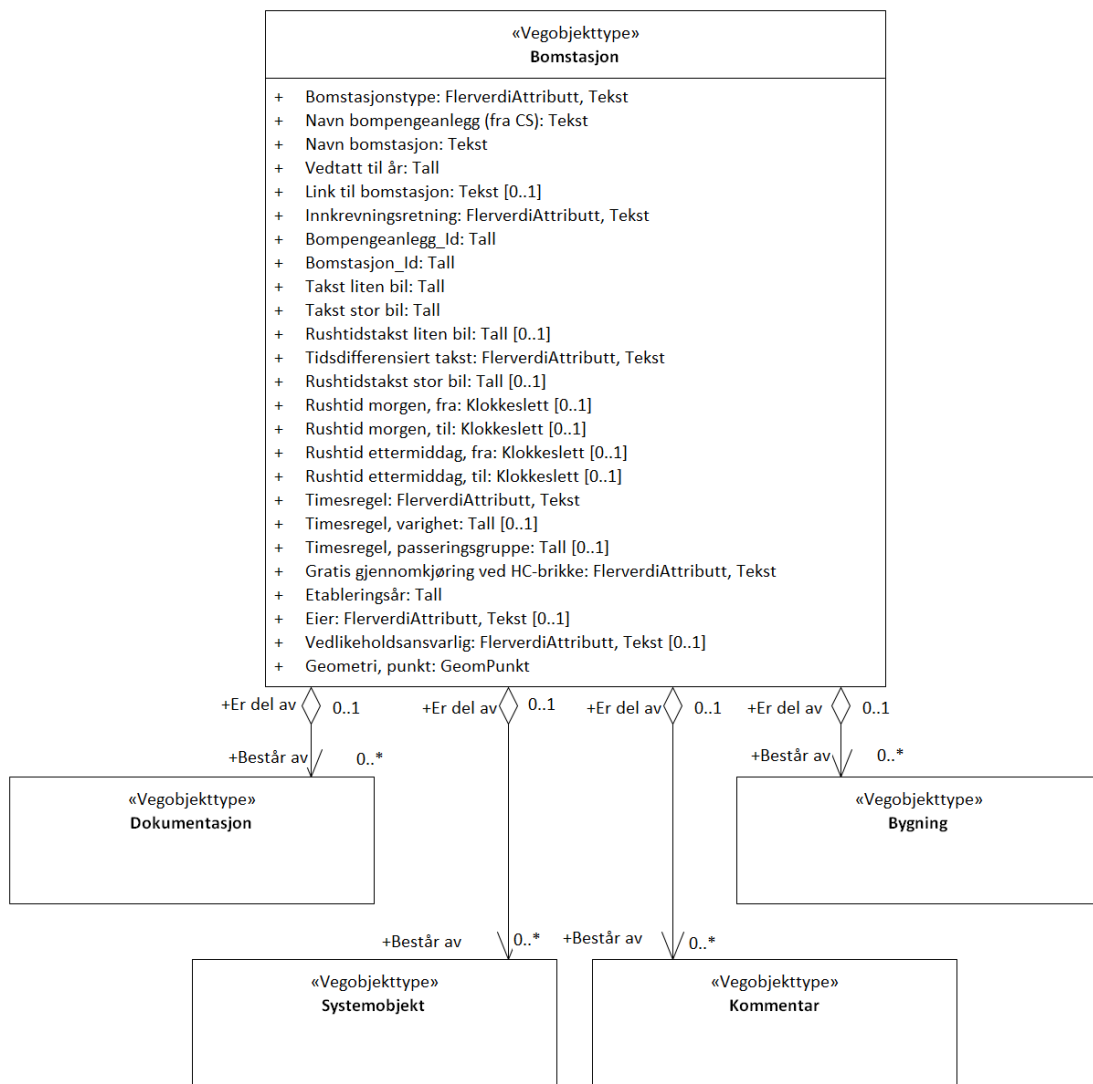 «Vegobjekttype»
Bomstasjon
+ Bomstasjonstype: FlerverdiAttributt, Tekst
+ Navn bompengeanlegg (fra CS): Tekst
+ Navn bomstasjon: Tekst
+ Vedtatt til år: Tall
+ Link til bomstasjon: Tekst [0..1]
+ Innkrevningsretning: FlerverdiAttributt, Tekst
+ Bompengeanlegg_Id: Tall
+ Bomstasjon_Id: Tall
+ Takst liten bil: Tall
+ Takst stor bil: Tall
+ Rushtidstakst liten bil: Tall [0..1]
+ Tidsdifferensiert takst: FlerverdiAttributt, Tekst
+ Rushtidstakst stor bil: Tall [0..1]
+ Rushtid morgen, fra: Klokkeslett [0..1]
+ Rushtid morgen, til: Klokkeslett [0..1]
+ Rushtid ettermiddag, fra: Klokkeslett [0..1]
+ Rushtid ettermiddag, til: Klokkeslett [0..1]
+ Timesregel: FlerverdiAttributt, Tekst
+ Timesregel, varighet: Tall [0..1]
+ Timesregel, passeringsgruppe: Tall [0..1]
+ Gratis gjennomkjøring ved HC-brikke: FlerverdiAttributt, Tekst
+ Etableringsår: Tall
+ Eier: FlerverdiAttributt, Tekst [0..1]
+ Vedlikeholdsansvarlig: FlerverdiAttributt, Tekst [0..1]
+ Geometri, punkt: GeomPunkt
+Er del av 0..1 +Er del av 0..1 +Er del av 0..1 +Er del av 0..1
+Består av 0..* +Består av 0..*
«Vegobjekttype» «Vegobjekttype»
Dokumentasjon Bygning
+Består av 0..* +Består av 0..*
«Vegobjekttype» «Vegobjekttype»
Systemobjekt Kommentar